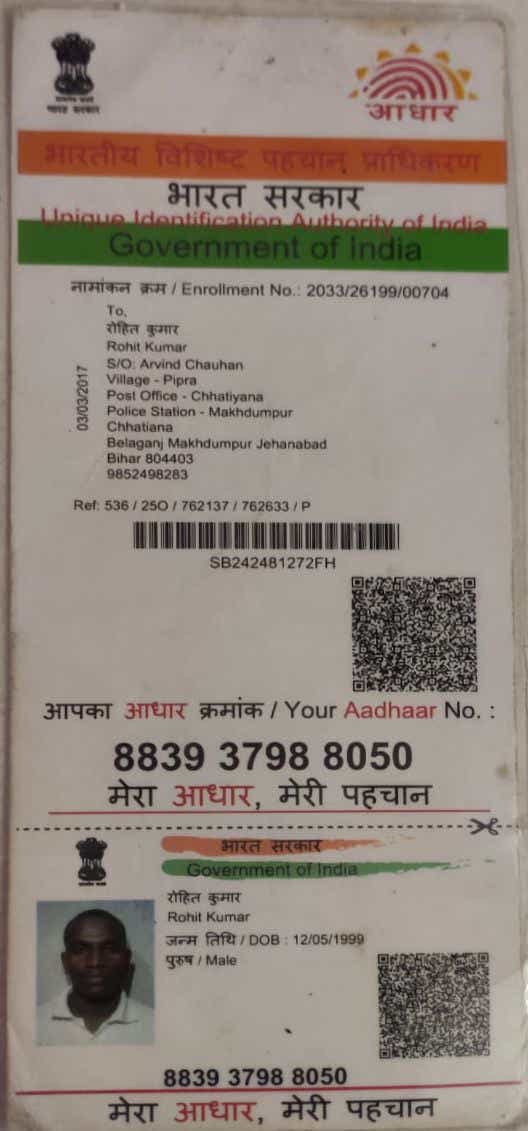 भारत सरकार
आधार
भारतीय विशिष्ट पहचान प्राधिकरण
भारत सरकार
Unique Identification Authority of India
Government of India
नामांकन क्रम / Enrollment No.: 2033/26199/00704
To,
रोहित कुमार
Rohit Kumar
S/O: Arvind Chauhan
Village - Pipra
Post Office - Chhatiyana
Police Station - Makhdumpur
Chhatiana
Belaganj Makhdumpur Jehanabad
Bihar 804403
9852498283
03/03/2017
Ref: 536 / 25O / 762137 / 762633 / P
SB242481272FH
आपका आधार क्रमांक / Your Aadhaar No. :
8839 3798 8050
मेरा आधार, मेरी पहचान
भारत सरकार
Government of India
रोहित कुमार
Rohit Kumar
जन्म तिथि / DOB : 12/05/1999
पुरुष / Male
8839 3798 8050
मेरा आधार, मेरी पहचान